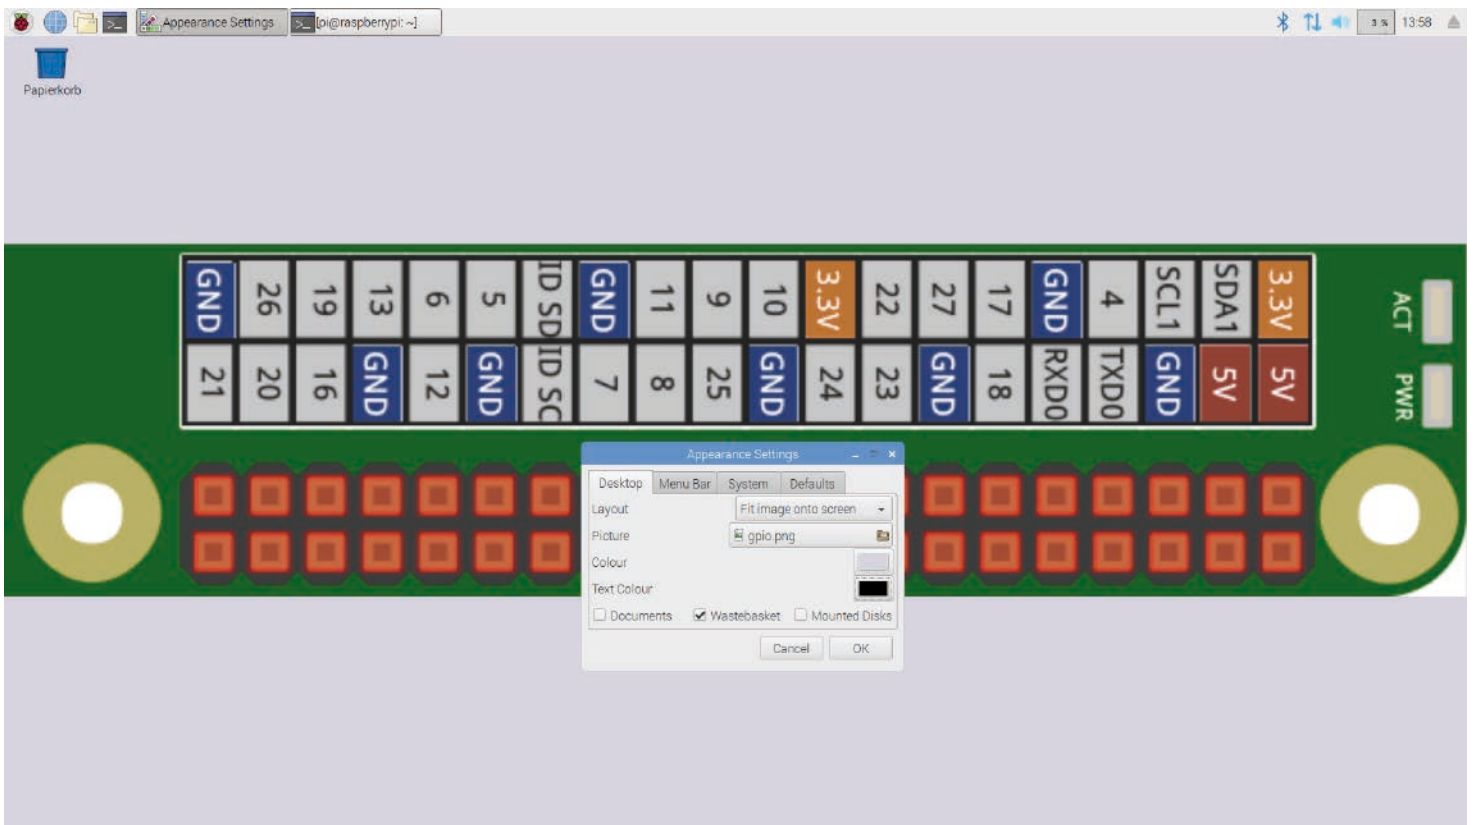 Appearance Settings [pi@raspberrypi: ~] 3 % 13:58
Papierkorb
GND 26 19 13 6 5 ID SD GND 11 9 10 3.3V 22 27 17 GND 4 SCL1 SDA1 3.3V ACT
21 20 16 GND 12 GND ID SC 7 8 25 GND 24 23 GND 18 RXD0 TXD0 GND 5V 5V PWR
Appearance Settings
Desktop Menu Bar System Defaults
Layout Fit image onto screen
Picture gpio.png
Colour
Text Colour
Documents Wastebasket Mounted Disks
Cancel OK